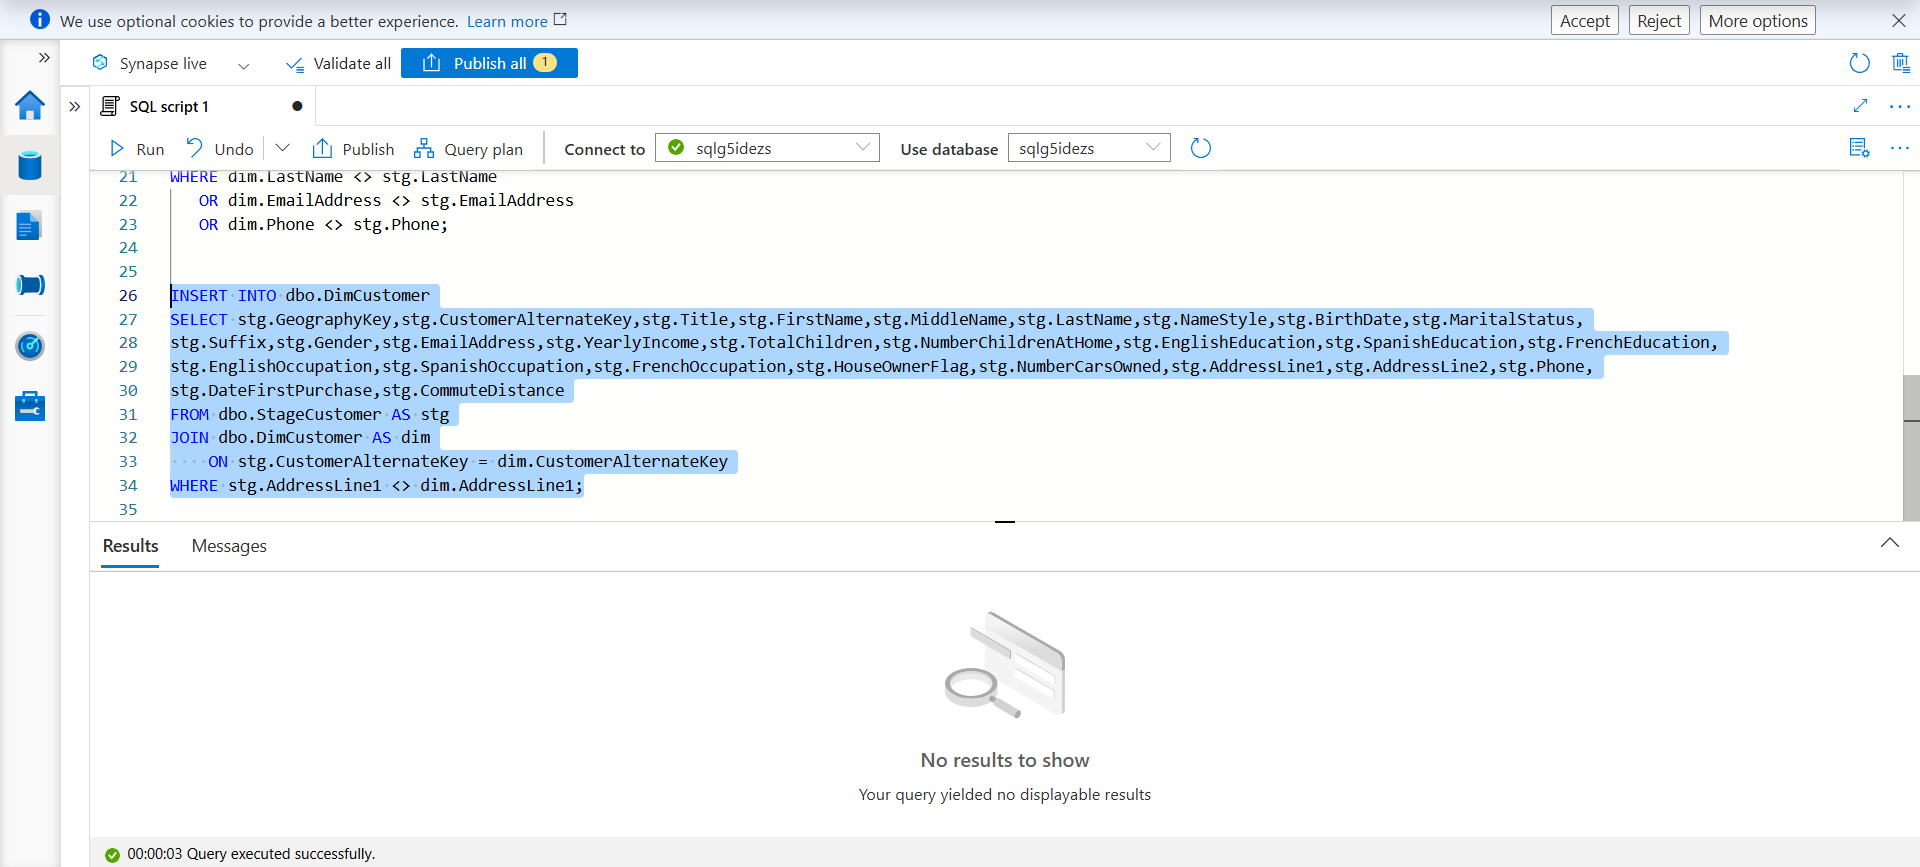 We use optional cookies to provide a better experience. Learn more
Accept Reject More options
Synapse live Validate all Publish all 1
SQL script 1
Run Undo Publish Query plan Connect to sqlg5idezs Use database sqlg5idezs
21 WHERE dim.LastName <> stg.LastName
22 OR dim.EmailAddress <> stg.EmailAddress
23 OR dim.Phone <> stg.Phone;
24
25
26 INSERT INTO dbo.DimCustomer
27 SELECT stg.GeographyKey,stg.CustomerAlternateKey,stg.Title,stg.FirstName,stg.MiddleName,stg.LastName,stg.NameStyle,stg.BirthDate,stg.MaritalStatus,
28 stg.Suffix,stg.Gender,stg.EmailAddress,stg.YearlyIncome,stg.TotalChildren,stg.NumberChildrenAtHome,stg.EnglishEducation,stg.SpanishEducation,stg.FrenchEducation,
29 stg.EnglishOccupation,stg.SpanishOccupation,stg.FrenchOccupation,stg.HouseOwnerFlag,stg.NumberCarsOwned,stg.AddressLine1,stg.AddressLine2,stg.Phone,
30 stg.DateFirstPurchase,stg.CommuteDistance
31 FROM dbo.StageCustomer AS stg
32 JOIN dbo.DimCustomer AS dim
33 ON stg.CustomerAlternateKey = dim.CustomerAlternateKey
34 WHERE stg.AddressLine1 <> dim.AddressLine1;
35
Results Messages
No results to show
Your query yielded no displayable results
00:00:03 Query executed successfully.